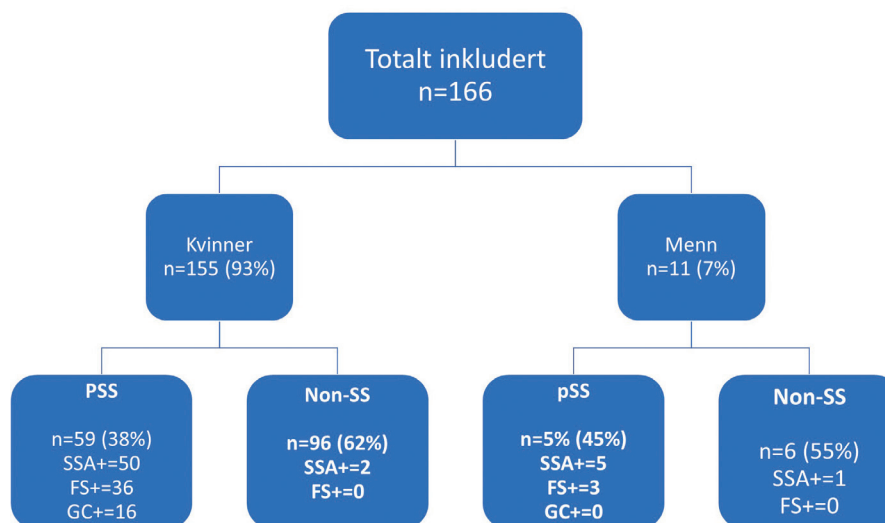 Totalt inkludert
n=166
Kvinner
n=155 (93%)
Menn
n=11 (7%)
PSS
n=59 (38%)
SSA+=50
FS+=36
GC+=16
Non-SS
n=96 (62%)
SSA+=2
FS+=0
pSS
n=5% (45%)
SSA+=5
FS+=3
GC+=0
Non-SS
n=6 (55%)
SSA+=1
FS+=0